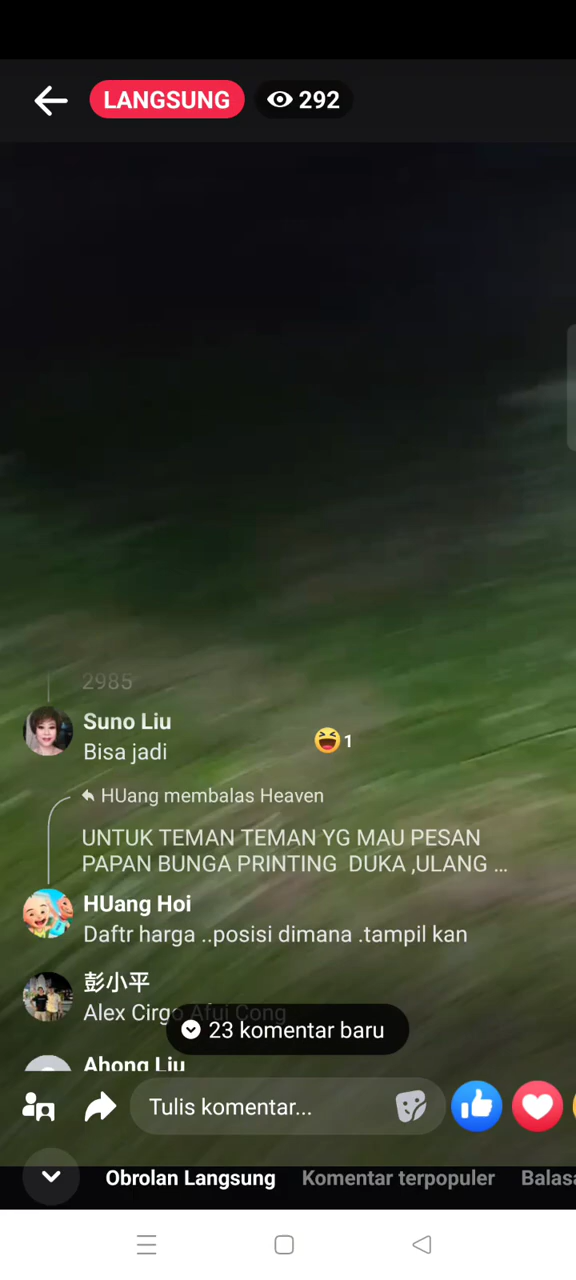 LANGSUNG
292
2985
Suno Liu
Bisa jadi
1
HUang membalas Heaven
UNTUK TEMAN TEMAN YG MAU PESAN
PAPAN BUNGA PRINTING DUKA ,ULANG ...
HUang Hoi
Daftr harga ..posisi dimana .tampil kan
彭小平
Alex Cirgo Afui Cong
23 komentar baru
Ahong Liu
Tulis komentar...
Obrolan Langsung
Komentar terpopuler
Balasa